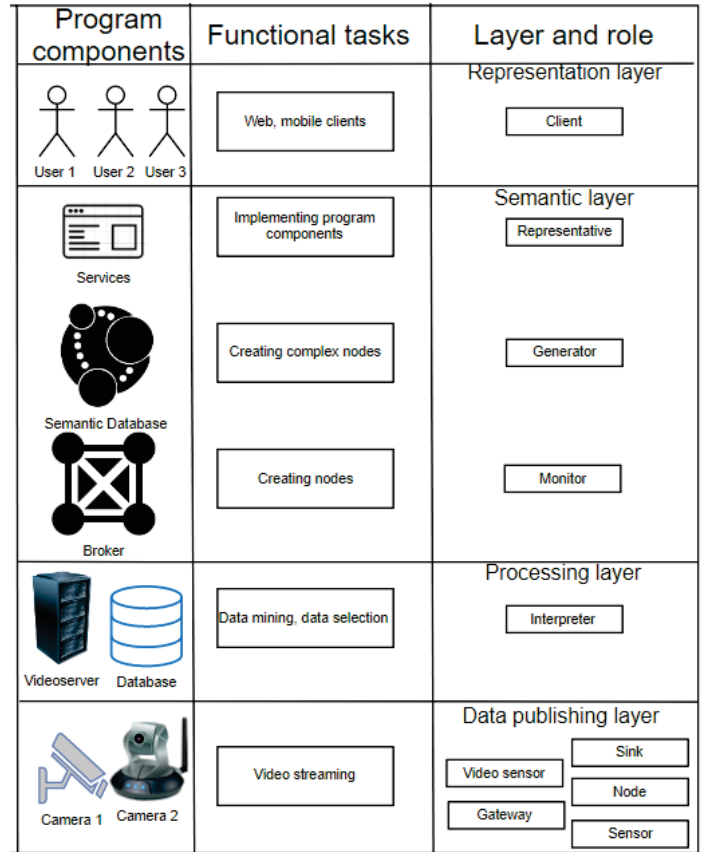 Program
components
Functional tasks
Layer and role
Representation layer
Web, mobile clients
Client
User 1
User 2
User 3
Semantic layer
Implementing program
components
Representative
Services
Creating complex nodes
Generator
Semantic Database
Creating nodes
Monitor
Broker
Processing layer
Data mining, data selection
Interpreter
Videoserver
Database
Data publishing layer
Sink
Video sensor
Video streaming
Node
Gateway
Camera 1
Camera 2
Sensor